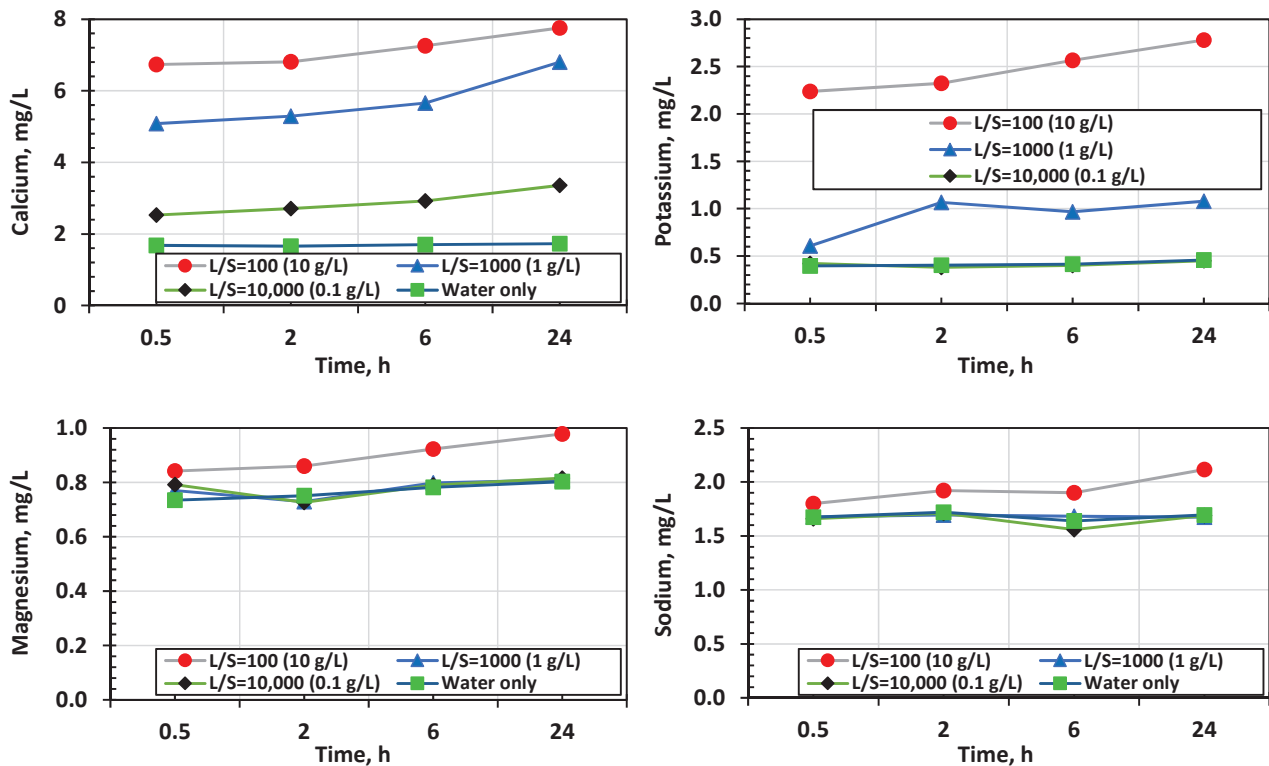 Calcium, mg/L
8
6
4
2
0
L/S=100 (10 g/L) L/S=1000 (1 g/L)
L/S=10,000 (0.1 g/L) Water only
0.5 2 6 24
Time, h
Potassium, mg/L
3.0
2.5
2.0
1.5
1.0
0.5
0.0
L/S=100 (10 g/L)
L/S=1000 (1 g/L)
L/S=10,000 (0.1 g/L)
0.5 2 6 24
Time, h
Magnesium, mg/L
1.0
0.8
0.6
0.4
0.2
0.0
L/S=100 (10 g/L) L/S=1000 (1 g/L)
L/S=10,000 (0.1 g/L) Water only
0.5 2 6 24
Time, h
Sodium, mg/L
2.5
2.0
1.5
1.0
0.5
0.0
L/S=100 (10 g/L) L/S=1000 (1 g/L)
L/S=10,000 (0.1 g/L) Water only
0.5 2 6 24
Time, h